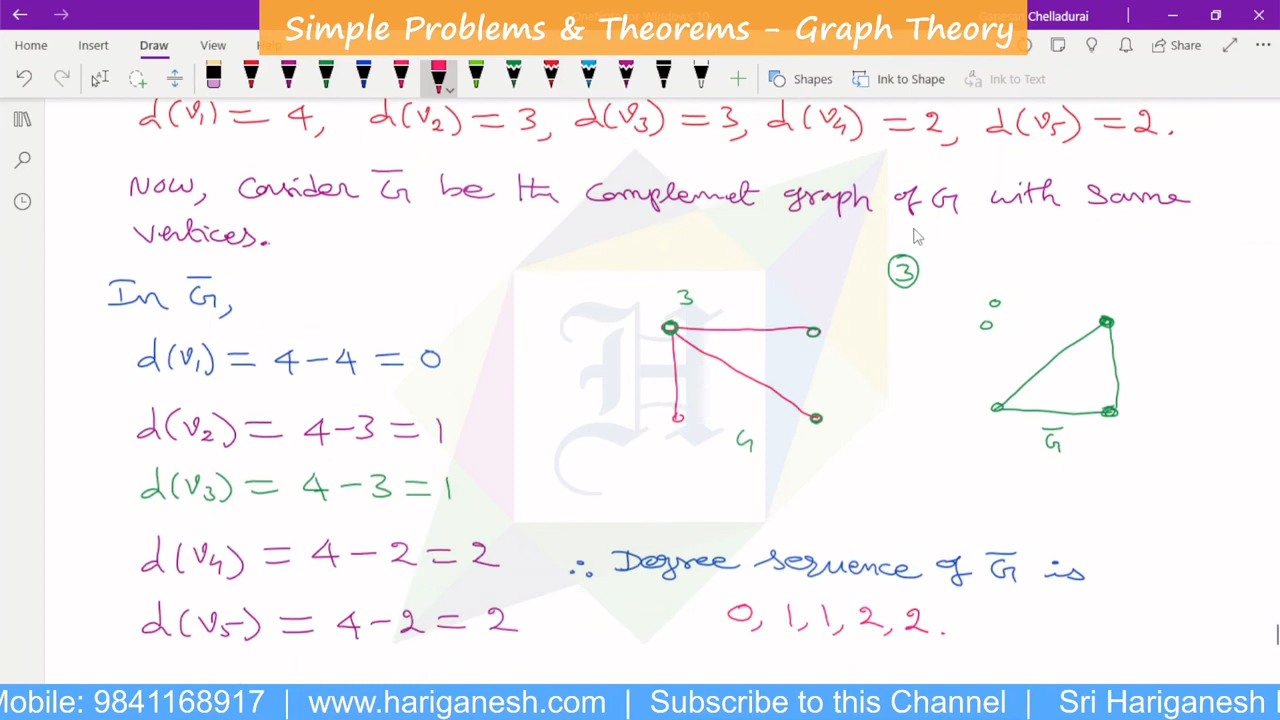 Simple Problems & Theorems - Graph Theory
Chelladurai
Home Insert Draw View Share
Shapes Ink to Shape Ink to Text
d(v1) = 4, d(v2) = 3, d(v3) = 3, d(v4) = 2, d(v5) = 2.
Now, Consider G̅ be the Complemet graph of G with same
vertices.
In G̅,
3
3
d(v1) = 4 - 4 = 0
d(v2) = 4 - 3 = 1
G
G̅
d(v3) = 4 - 3 = 1
d(v4) = 4 - 2 = 2
∴ Degree sequence of G̅ is
d(v5) = 4 - 2 = 2
0, 1, 1, 2, 2.
Mobile: 9841168917 | www.hariganesh.com | Subscribe to this Channel | Sri Hariganesh